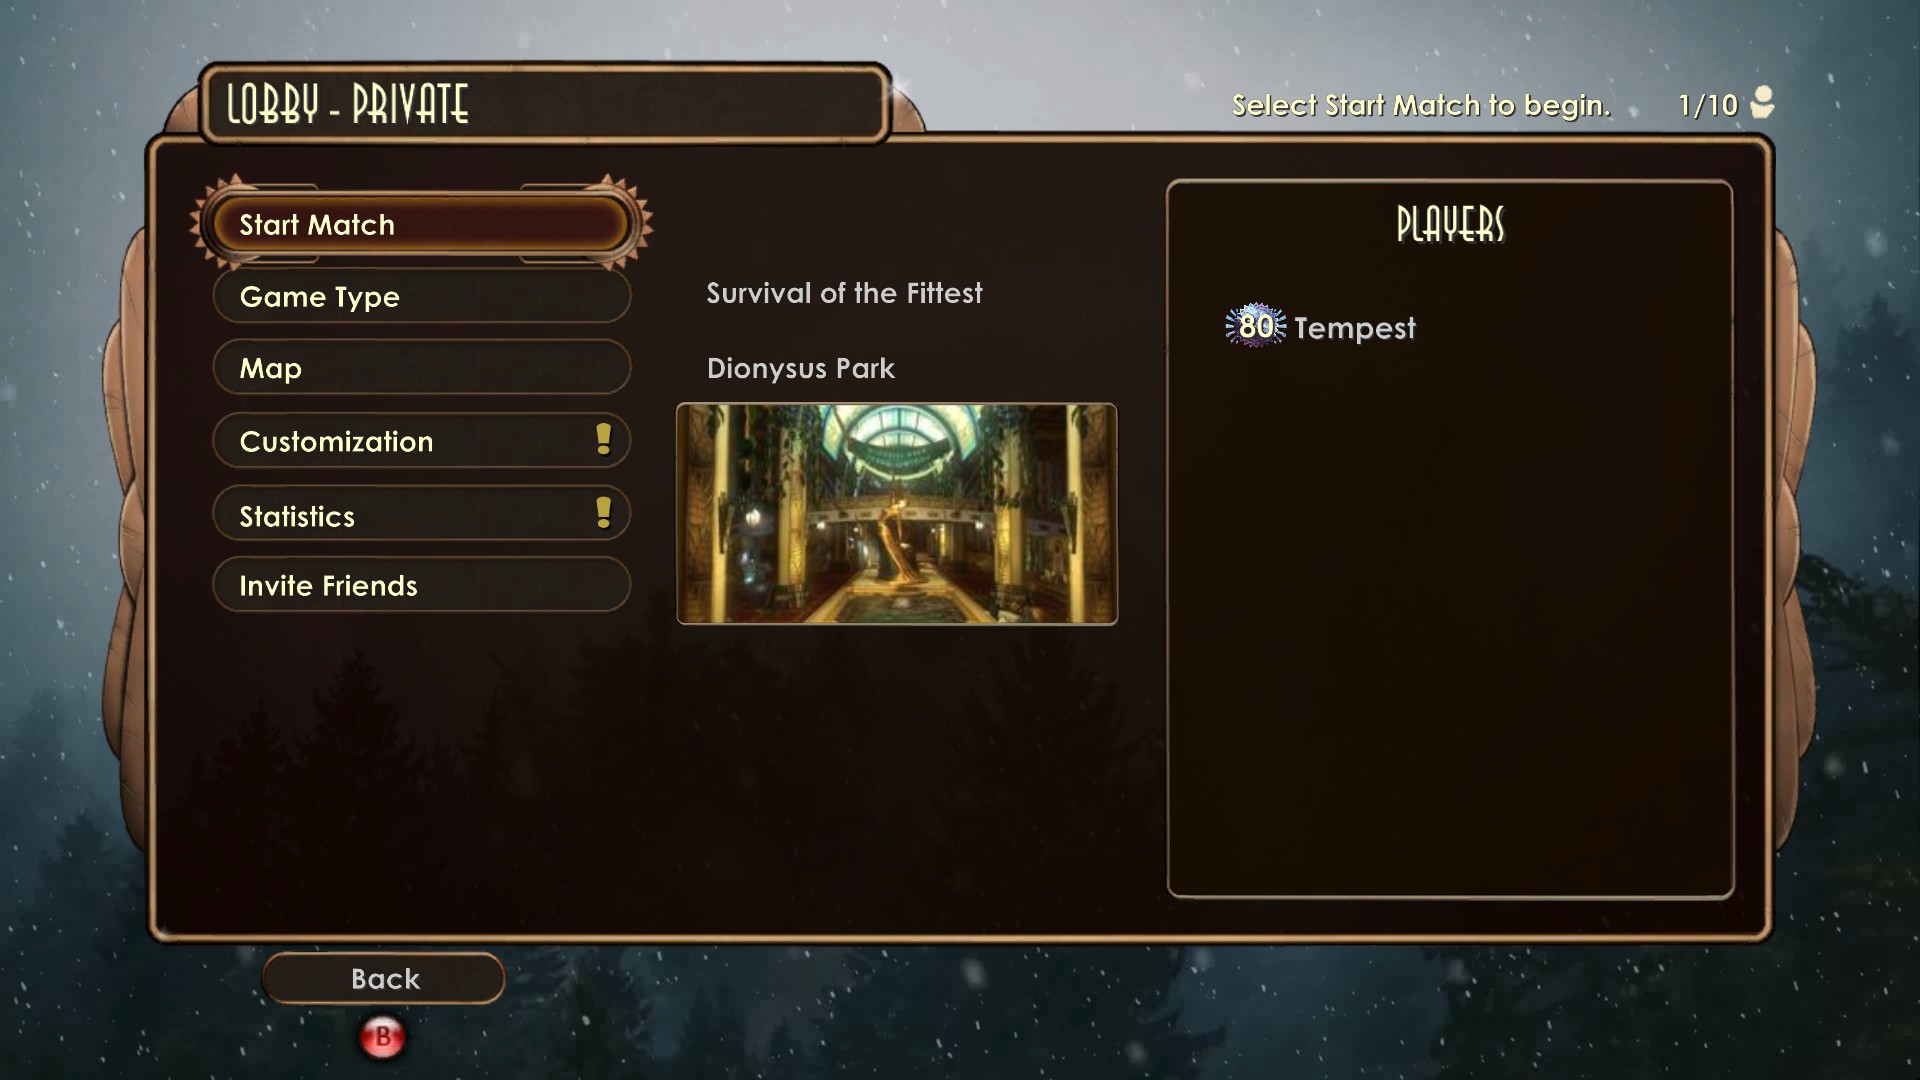 LOBBY - PRIVATE
Select Start Match to begin. 1/10
Start Match
Game Type
Survival of the Fittest
Map
Dionysus Park
Customization !
Statistics !
Invite Friends
PLAYERS
80 Tempest
Back
B